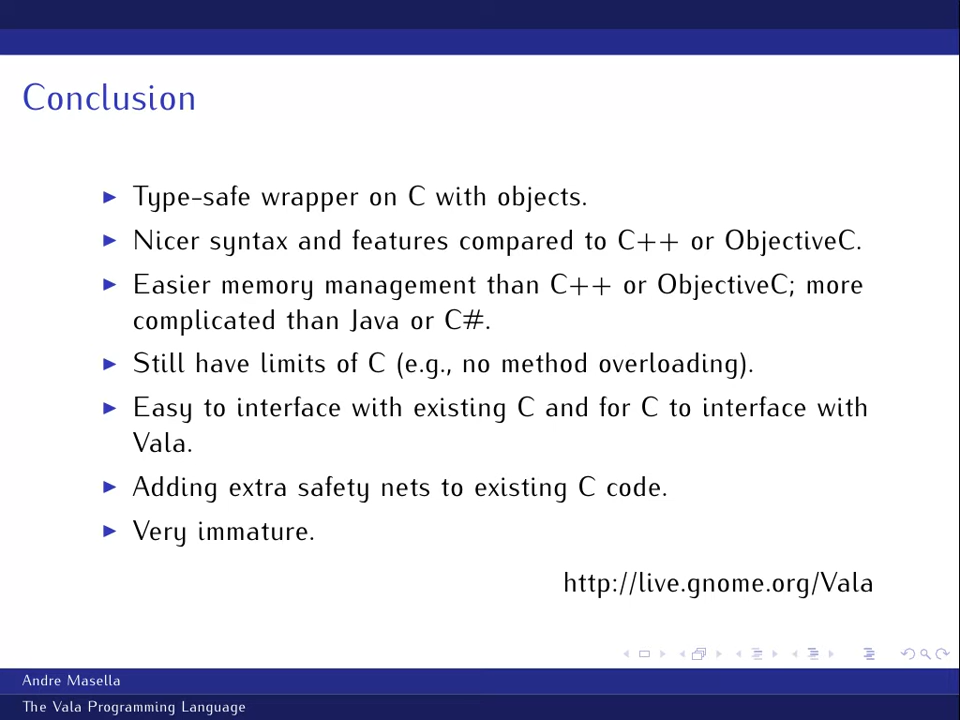 Conclusion
Type-safe wrapper on C with objects.
Nicer syntax and features compared to C++ or ObjectiveC.
Easier memory management than C++ or ObjectiveC; more
complicated than Java or C#.
Still have limits of C (e.g., no method overloading).
Easy to interface with existing C and for C to interface with
Vala.
Adding extra safety nets to existing C code.
Very immature.
http://live.gnome.org/Vala
Andre Masella
The Vala Programming Language